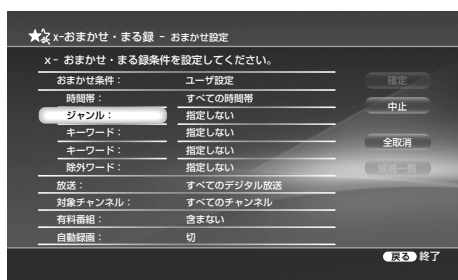 x-おまかせ・まる録 - おまかせ設定
x- おまかせ・まる録条件を設定してください。
おまかせ条件： ユーザ設定
時間帯： すべての時間帯
ジャンル： 指定しない
キーワード： 指定しない
キーワード： 指定しない
除外ワード： 指定しない
放送： すべてのデジタル放送
対象チャンネル： すべてのチャンネル
有料番組： 含まない
自動録画： 切
確定
中止
全取消
候補一覧
戻る 終了